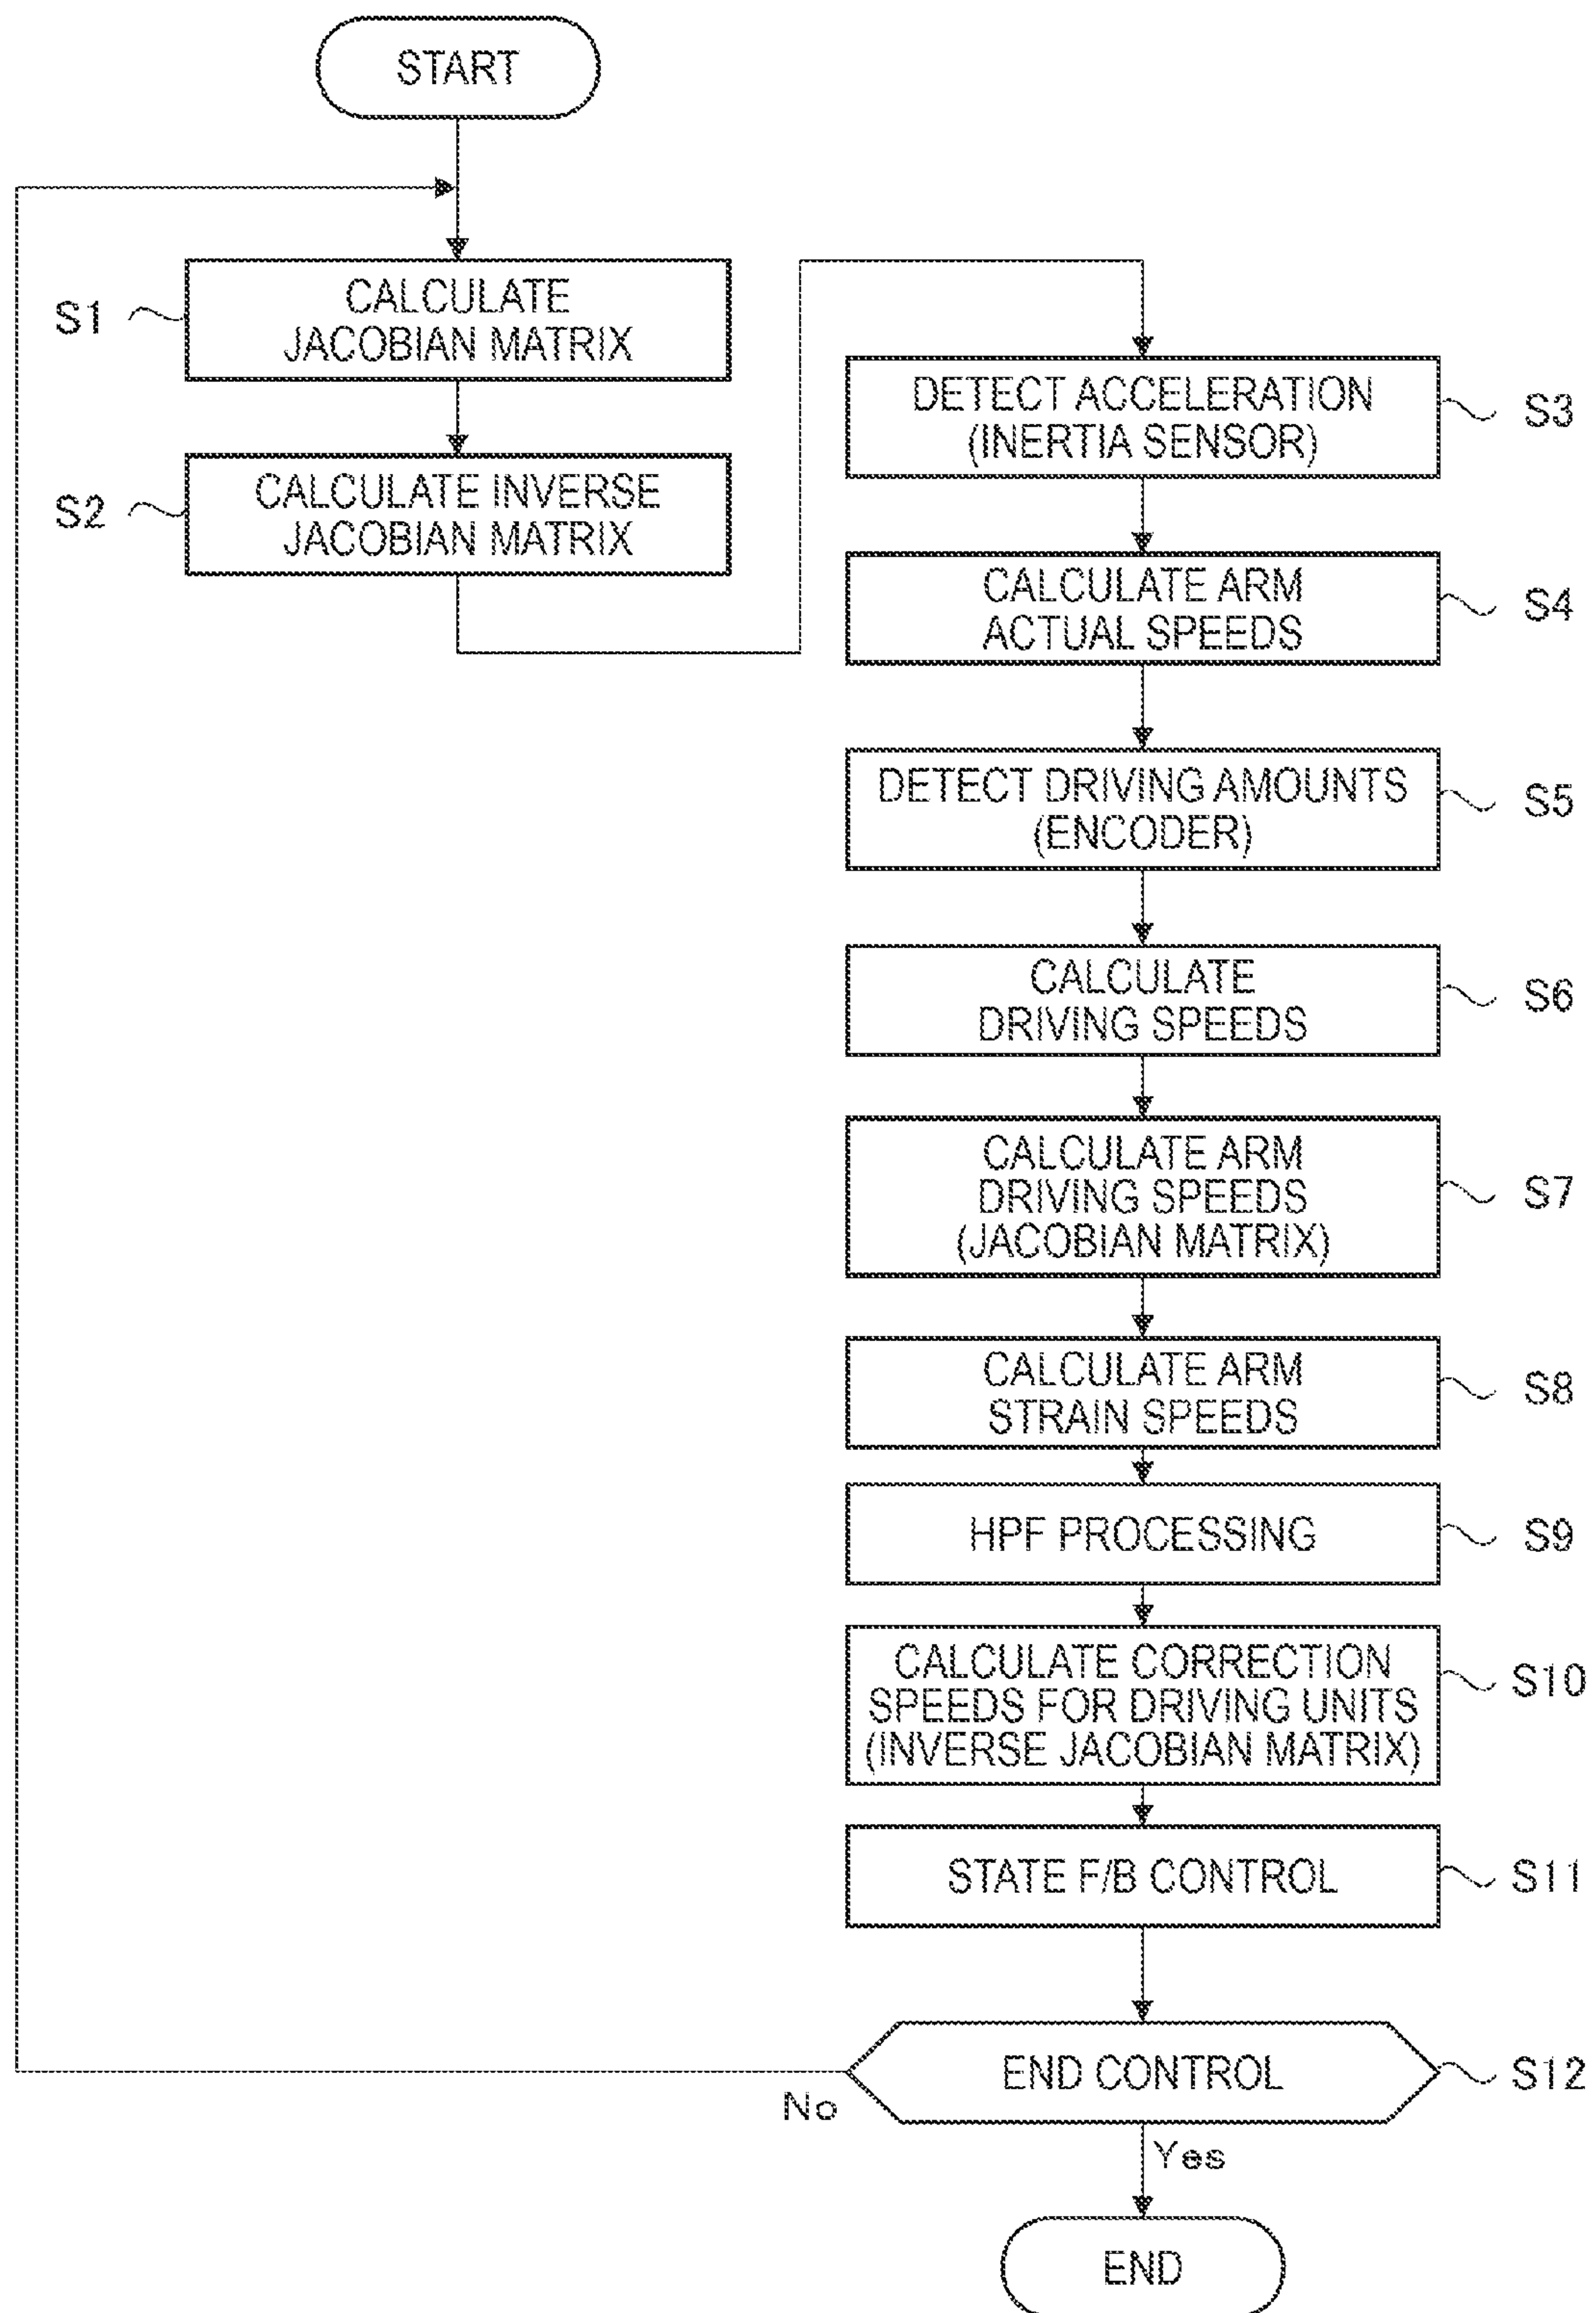 START
S1
CALCULATE
JACOBIAN MATRIX
S2
CALCULATE INVERSE
JACOBIAN MATRIX
DETECT ACCELERATION
(INERTIA SENSOR)
S3
CALCULATE ARM
ACTUAL SPEEDS
S4
DETECT DRIVING AMOUNTS
(ENCODER)
S5
CALCULATE
DRIVING SPEEDS
S6
CALCULATE ARM
DRIVING SPEEDS
(JACOBIAN MATRIX)
S7
CALCULATE ARM
STRAIN SPEEDS
S8
HPF PROCESSING
S9
CALCULATE CORRECTION
SPEEDS FOR DRIVING UNITS
(INVERSE JACOBIAN MATRIX)
S10
STATE F/B CONTROL
S11
END CONTROL
S12
No
Yes
END